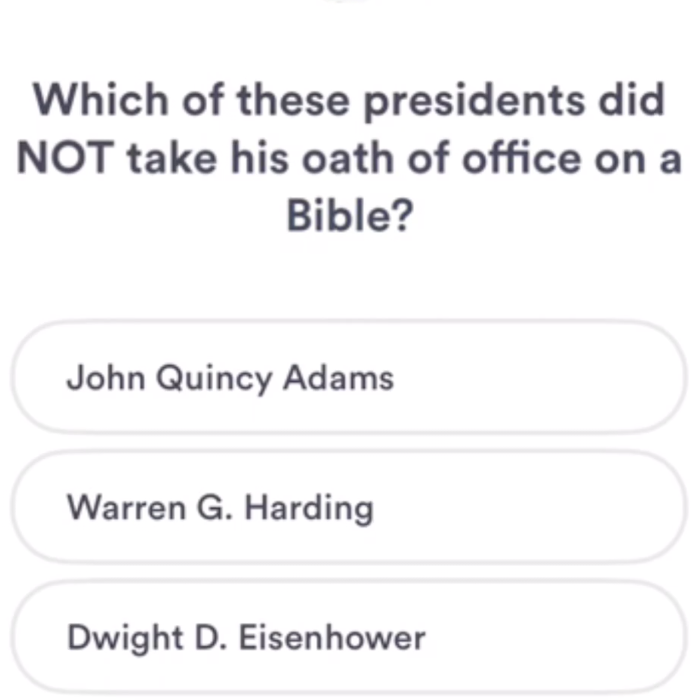 Which of these presidents did
NOT take his oath of office on a
Bible?
John Quincy Adams
Warren G. Harding
Dwight D. Eisenhower